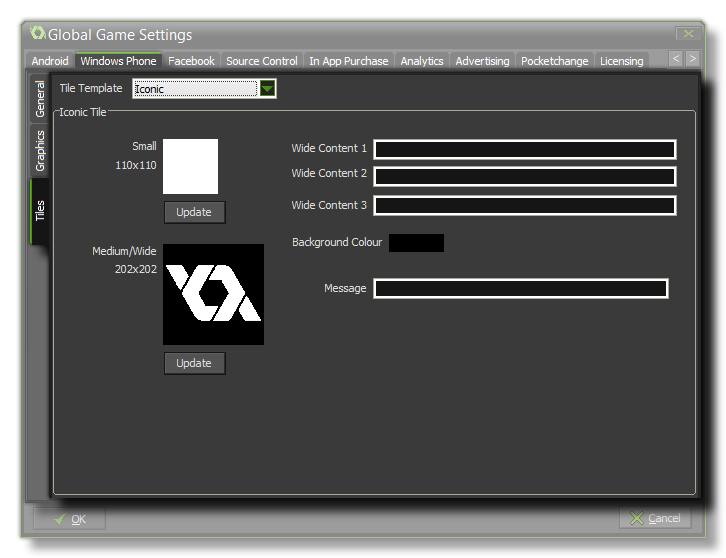 Global Game Settings
Android Windows Phone Facebook Source Control In App Purchase Analytics Advertising Pocketchange Licensing < >
General
Graphics
Tiles
Tile Template Iconic
Iconic Tile
Small
110x110
Update
Medium/Wide
202x202
Update
Wide Content 1
Wide Content 2
Wide Content 3
Background Colour
Message
OK
Cancel